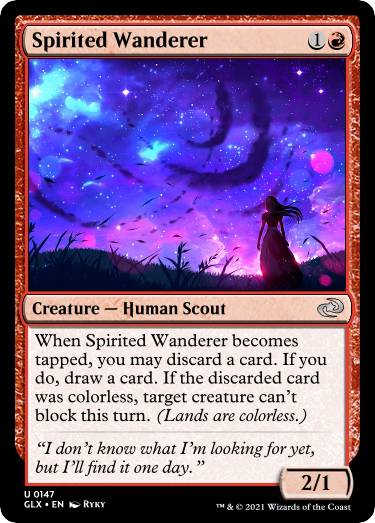 Spirited Wanderer 1
Creature — Human Scout
When Spirited Wanderer becomes
tapped, you may discard a card. If you
do, draw a card. If the discarded card
was colorless, target creature can't
block this turn. (Lands are colorless.)
"I don't know what I'm looking for yet,
but I'll find it one day."
2/1
U 0147
GLX • EN Ryky
™ & © 2021 Wizards of the Coast